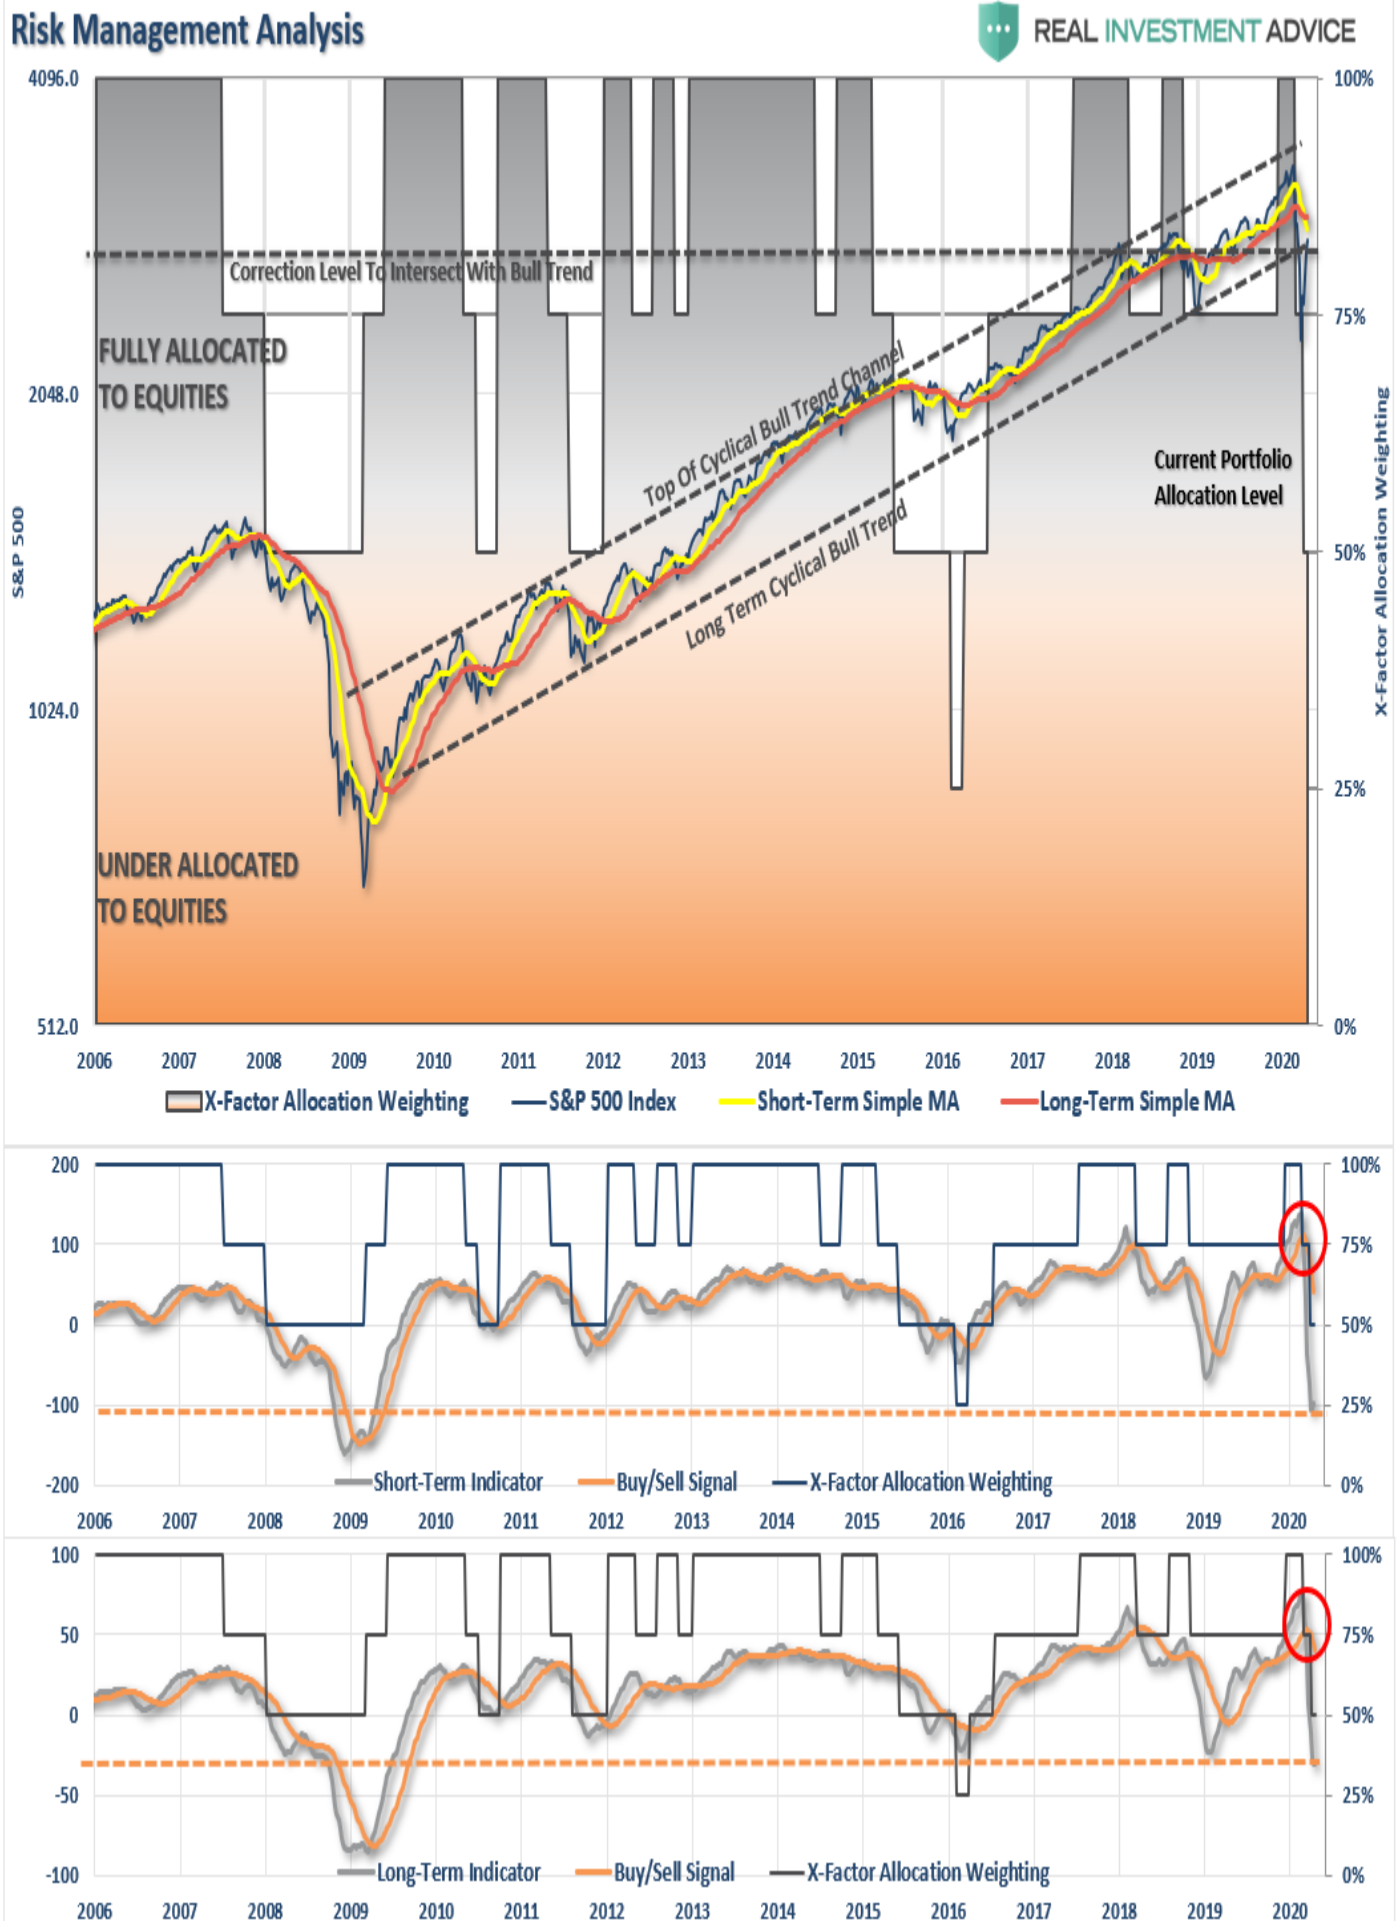 Risk Management Analysis
REAL INVESTMENT ADVICE
4096.0
2048.0
1024.0
512.0
S&P 500
100%
75%
50%
25%
0%
X-Factor Allocation Weighting
Correction Level To Intersect With Bull Trend
FULLY ALLOCATED
TO EQUITIES
Top Of Cyclical Bull Trend Channel
Long Term Cyclical Bull Trend
Current Portfolio
Allocation Level
UNDER ALLOCATED
TO EQUITIES
2006 2007 2008 2009 2010 2011 2012 2013 2014 2015 2016 2017 2018 2019 2020
X-Factor Allocation Weighting S&P 500 Index Short-Term Simple MA Long-Term Simple MA
200
100
0
-100
-200
100%
75%
50%
25%
0%
Short-Term Indicator Buy/Sell Signal X-Factor Allocation Weighting
2006 2007 2008 2009 2010 2011 2012 2013 2014 2015 2016 2017 2018 2019 2020
100
50
0
-50
-100
100%
75%
50%
25%
0%
Long-Term Indicator Buy/Sell Signal X-Factor Allocation Weighting
2006 2007 2008 2009 2010 2011 2012 2013 2014 2015 2016 2017 2018 2019 2020